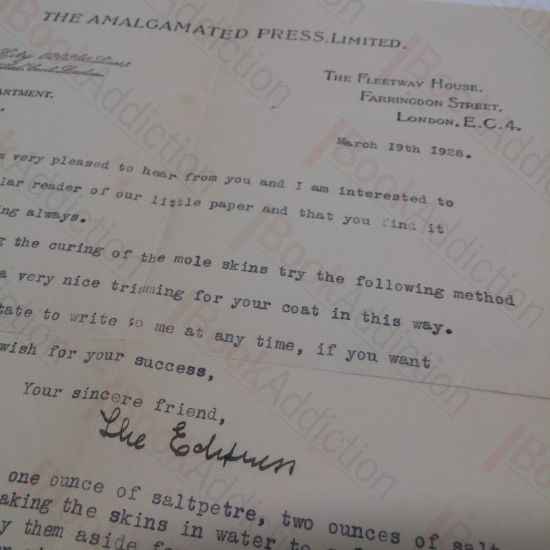 THE AMALGAMATED PRESS, LIMITED.
THE FLEETWAY HOUSE,
FARRINGDON STREET,
LONDON, E.C.4.
ARTMENT.
March 19th 1928.
very pleased to hear from you and I am interested to
lar reader of our little paper and that you find it
ng always.
g the curing of the mole skins try the following method
a very nice trimming for your coat in this way.
tate to write to me at any time, if you want
wish for your success,
Your sincere friend,
The Editress
one ounce of saltpetre, two ounces of salt
aking the skins in water to
y them aside
BookAddiction